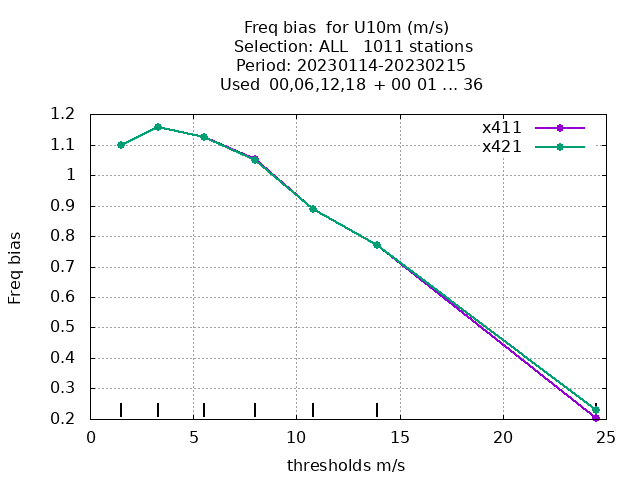 Freq bias  for U10m (m/s)
Selection: ALL   1011 stations
Period: 20230114-20230215
Used  00,06,12,18  + 00 01 ... 36
x411
x421
1.2
1.1
1
0.9
0.8
0.7
0.6
0.5
0.4
0.3
0.2
Freq bias
0 5 10 15 20 25
thresholds m/s